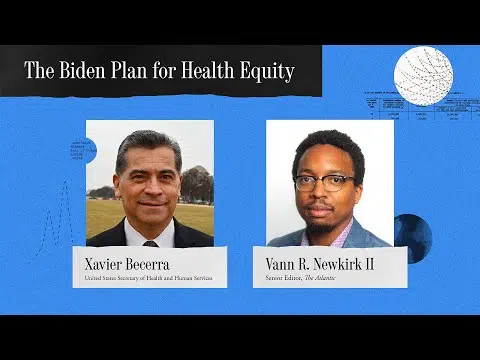 The Biden Plan for Health Equity
Xavier Becerra
United States Secretary of Health and Human Services
Vann R. Newkirk II
Senior Editor, The Atlantic